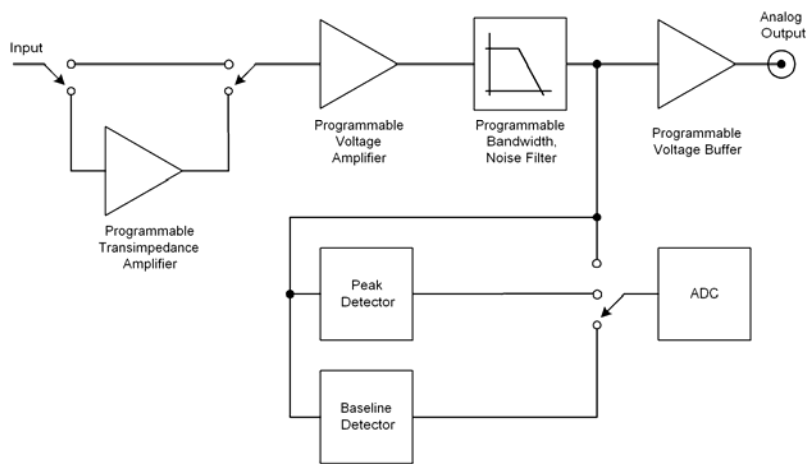 Input
Analog
Output
Programmable
Voltage
Amplifier
Programmable
Bandwidth,
Noise Filter
Programmable
Voltage Buffer
Programmable
Transimpedance
Amplifier
Peak
Detector
ADC
Baseline
Detector